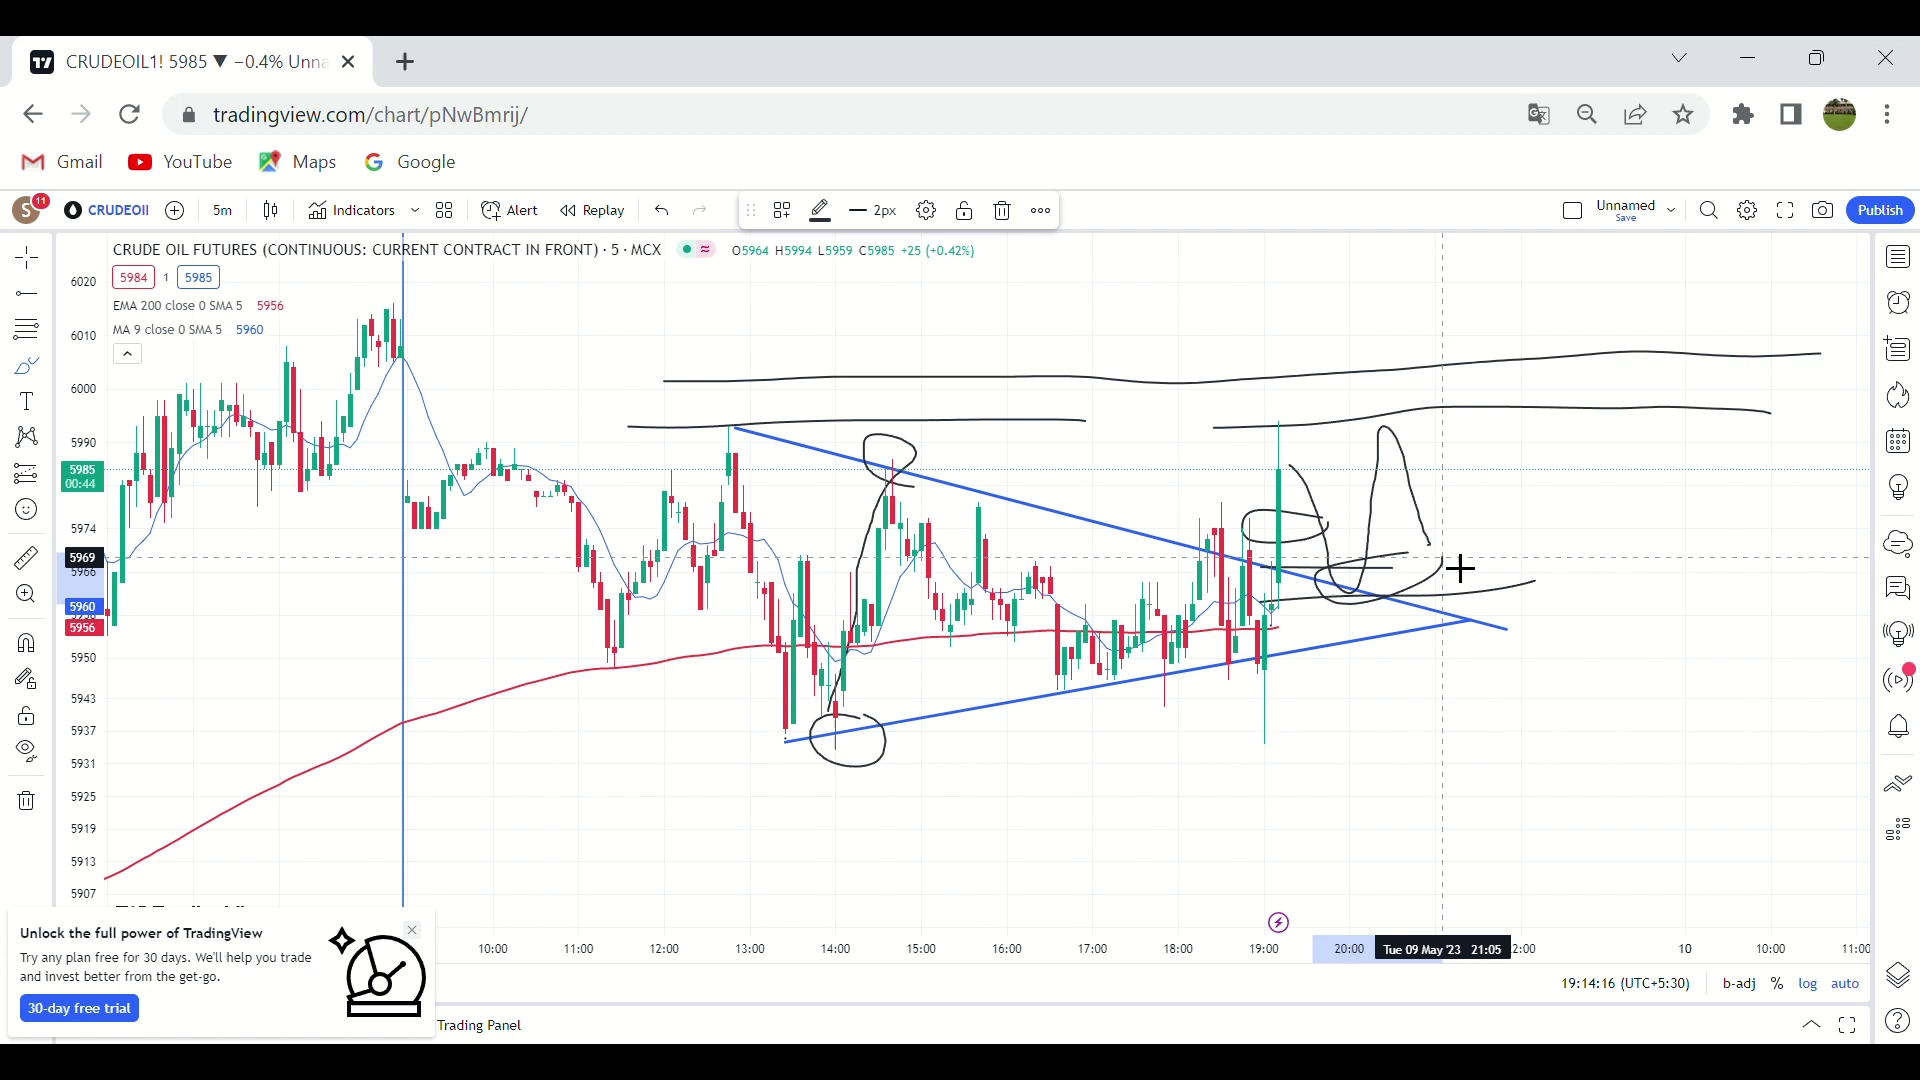 CRUDEOIL1! 5985 ▼ −0.4% Unna
tradingview.com/chart/pNwBmrij/
Gmail YouTube Maps Google
S 11 CRUDEOIl 5m Indicators Alert Replay 2px Unnamed Save Publish
CRUDE OIL FUTURES (CONTINUOUS: CURRENT CONTRACT IN FRONT) · 5 · MCX O5964 H5994 L5959 C5985 +25 (+0.42%)
5984 1 5985
EMA 200 close 0 SMA 5 5956
MA 9 close 0 SMA 5 5960
6020
6010
6000
5990
5985
00:44
5974
5969
5966
5960
5956
5950
5943
5937
5931
5925
5919
5913
5907
Unlock the full power of TradingView
Try any plan free for 30 days. We'll help you trade
and invest better from the get-go.
30-day free trial
10:00 11:00 12:00 13:00 14:00 15:00 16:00 17:00 18:00 19:00 20:00 Tue 09 May '23 21:05 2:00 10 10:00 11:00
19:14:16 (UTC+5:30) b-adj % log auto
Trading Panel